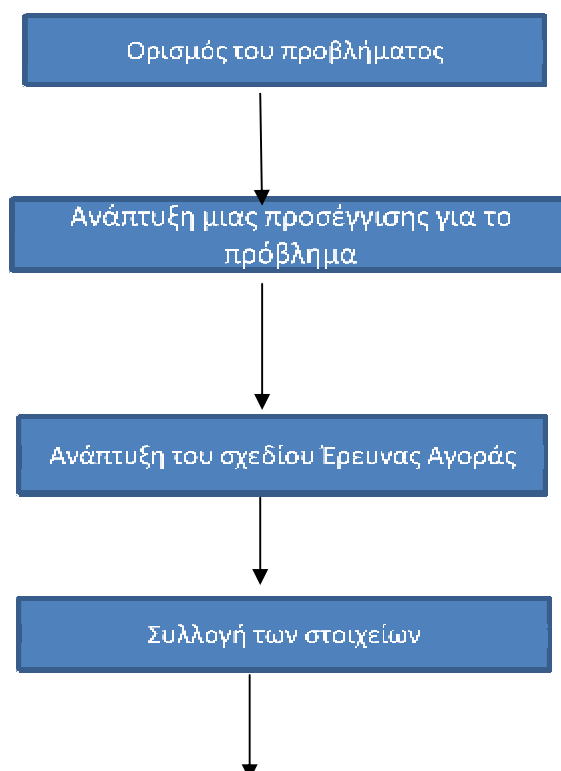 Ορισμός του προβλήματος
Ανάπτυξη μιας προσέγγισης για το
πρόβλημα
Ανάπτυξη του σχεδίου Έρευνας Αγοράς
Συλλογή των στοιχείων